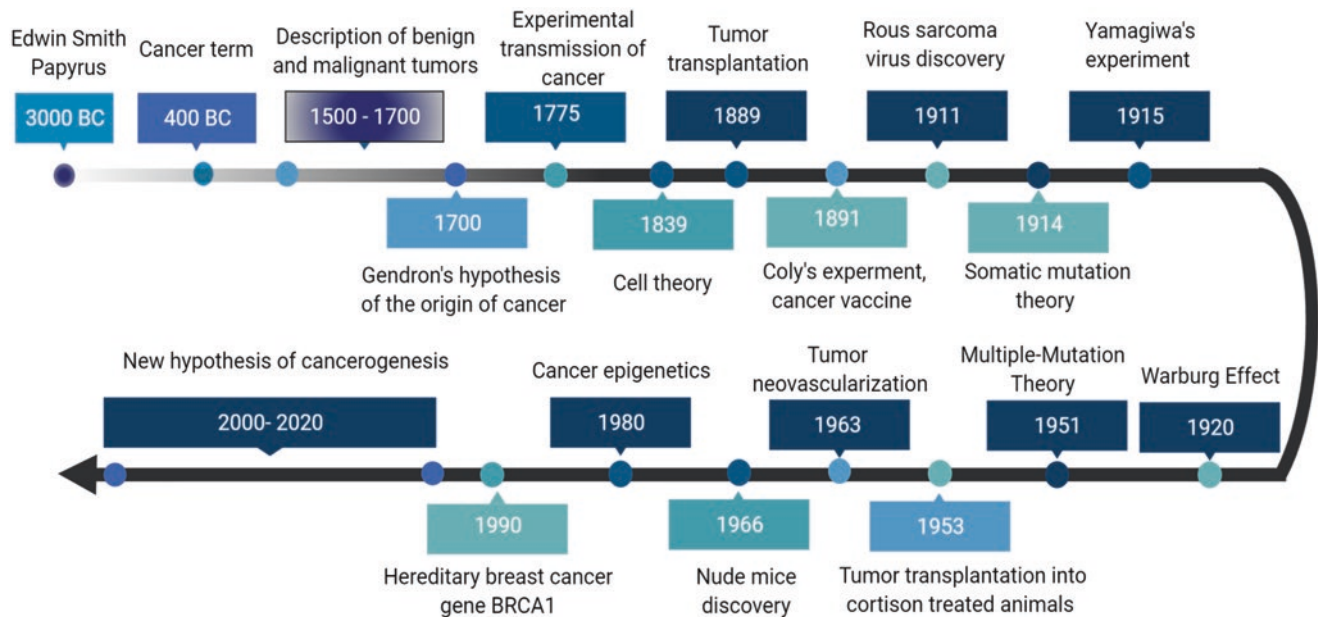 Edwin Smith
Papyrus
3000 BC
Cancer term
400 BC
Description of benign
and malignant tumors
1500 - 1700
1700
Gendron's hypothesis
of the origin of cancer
Experimental
transmission of
cancer
1775
1839
Cell theory
Tumor
transplantation
1889
1891
Coly's experment,
cancer vaccine
Rous sarcoma
virus discovery
1911
1914
Somatic mutation
theory
Yamagiwa's
experiment
1915
Warburg Effect
1920
Multiple-Mutation
Theory
1951
1953
Tumor transplantation into
cortison treated animals
Tumor
neovascularization
1963
1966
Nude mice
discovery
Cancer epigenetics
1980
1990
Hereditary breast cancer
gene BRCA1
New hypothesis of cancerogenesis
2000- 2020